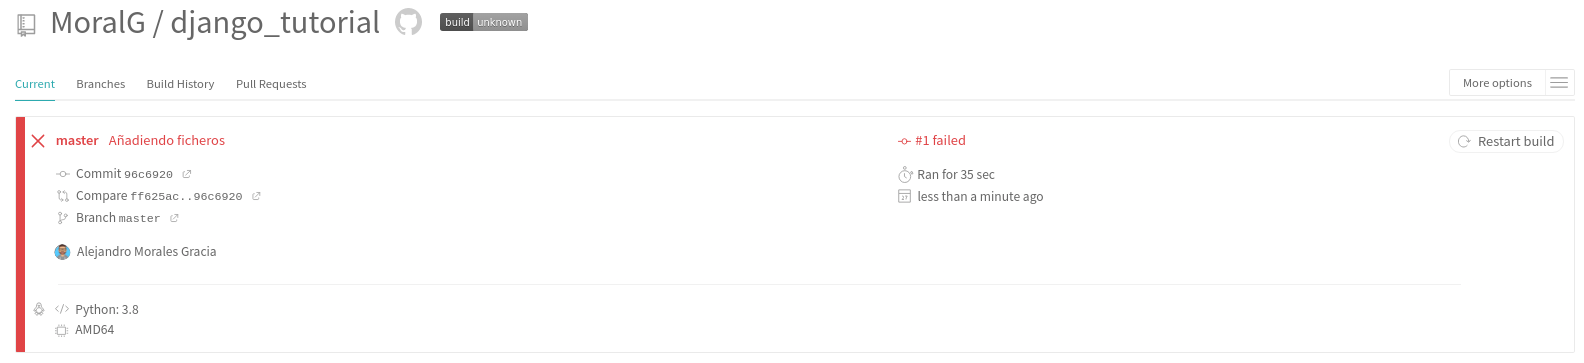 MoralG / django_tutorial build unknown
Current Branches Build History Pull Requests More options
master Añadiendo ficheros #1 failed Restart build
Commit 96c6920 Ran for 35 sec
Compare ff625ac..96c6920 less than a minute ago
Branch master
Alejandro Morales Gracia
Python: 3.8
AMD64